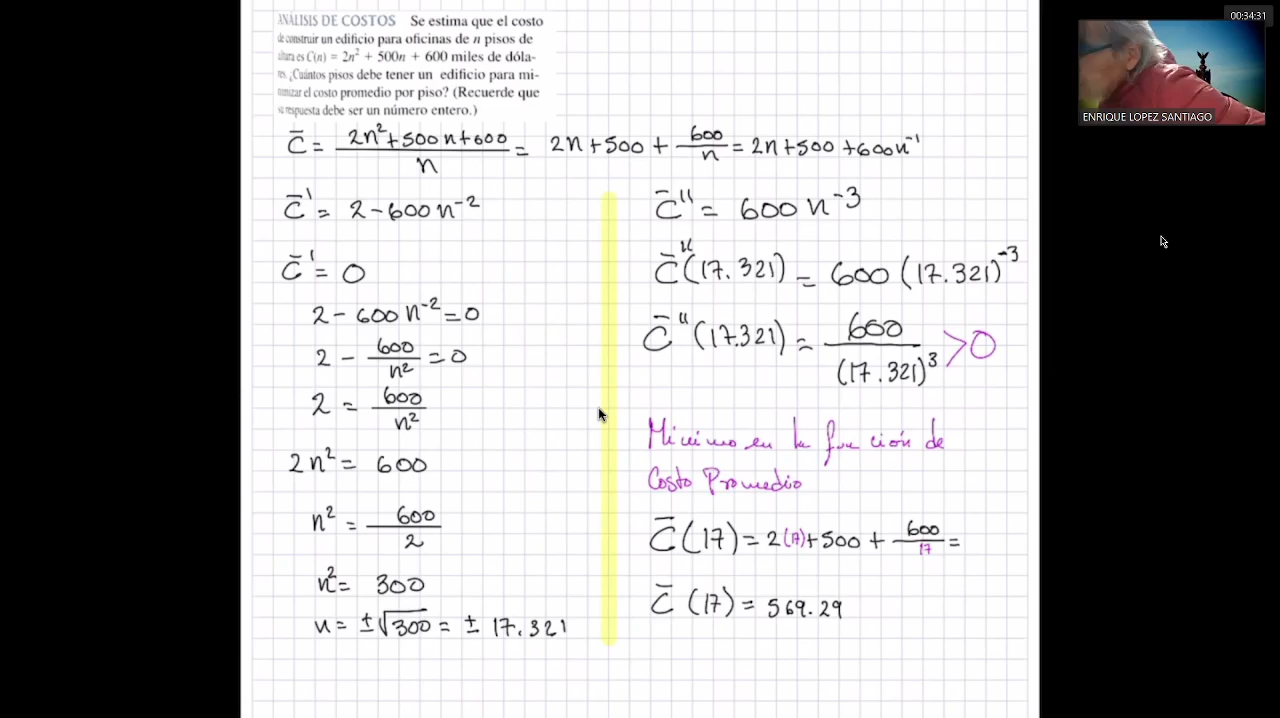 ANÁLISIS DE COSTOS Se estima que el costo
de construir un edificio para oficinas de n pisos de
altura es C(n) = 2n² + 500n + 600 miles de dóla-
res. ¿Cuántos pisos debe tener un edificio para mi-
nimizar el costo promedio por piso? (Recuerde que
su respuesta debe ser un número entero.)
C̄ = (2n²+500n+600)/n = 2n+500 + 600/n = 2n+500+600n⁻¹
C̄' = 2-600n⁻²
C̄' = 0
2-600n⁻²=0
2 - 600/n² = 0
2 = 600/n²
2n² = 600
n² = 600/2
n² = 300
n = ±√300 = ± 17.321
C̄'' = 600n⁻³
C̄''(17.321) = 600(17.321)⁻³
C̄''(17.321) = 600/(17.321)³ >0
Minimo en la función de
Costo Promedio
C̄(17) = 2(17)+500 + 600/17 =
C̄(17) = 569.29
00:34:31
ENRIQUE LOPEZ SANTIAGO